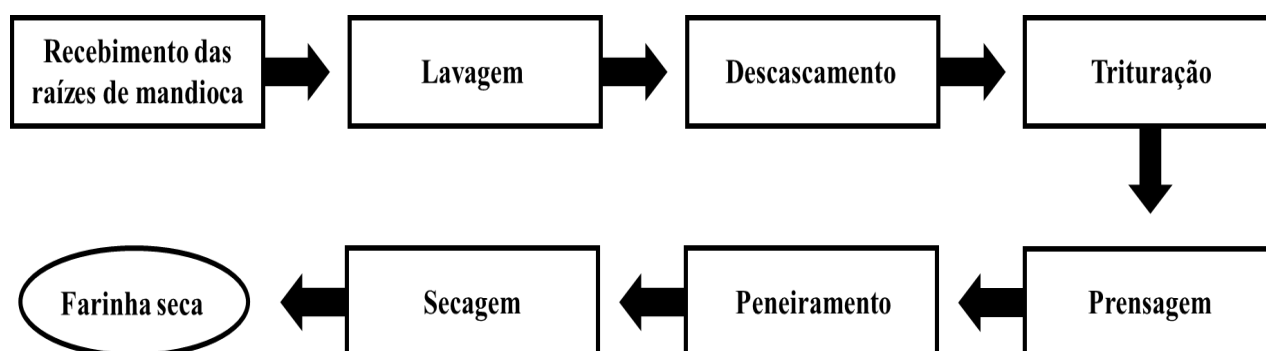 Recebimento das
raízes de mandioca
Lavagem
Descascamento
Trituração
Prensagem
Peneiramento
Secagem
Farinha seca